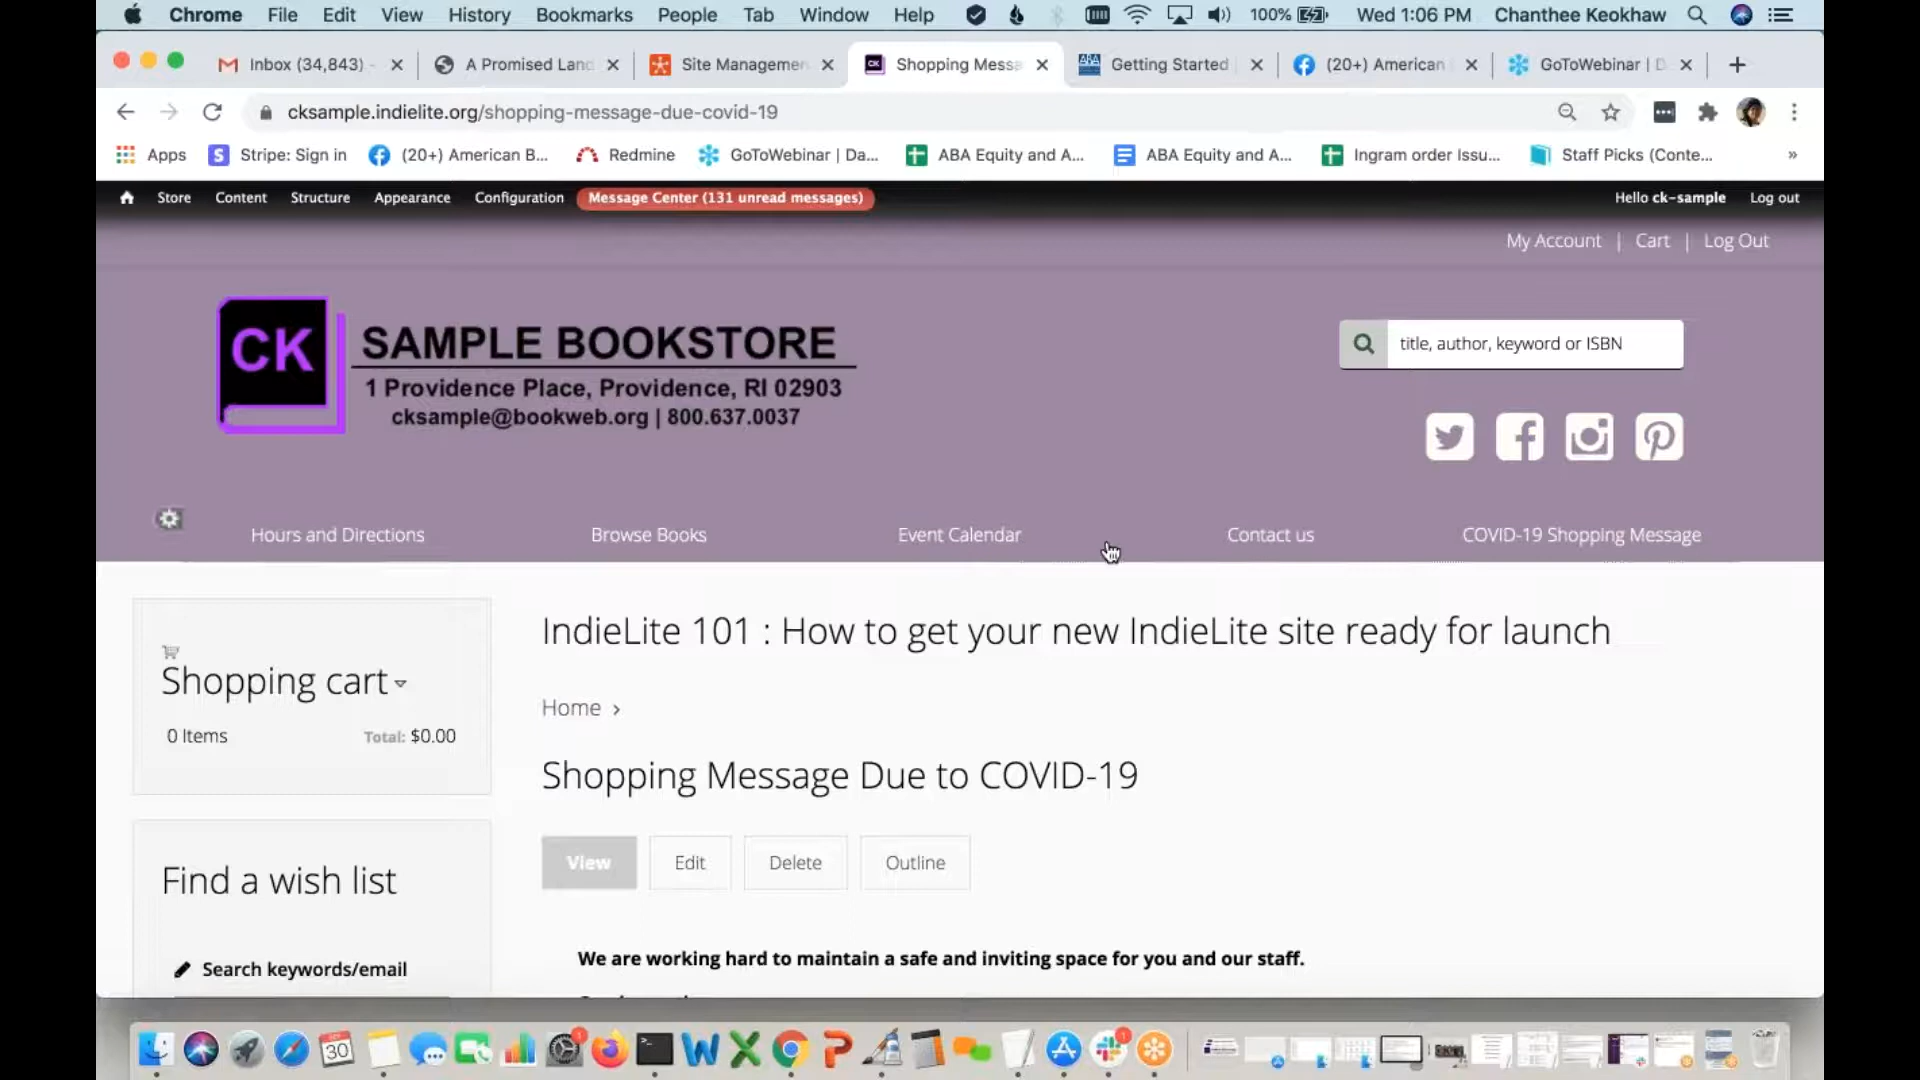 Chrome File Edit View History Bookmarks People Tab Window Help 100% Wed 1:06 PM Chanthee Keokhaw
Inbox (34,843) - A Promised Land Site Management Shopping Messa Getting Started (20+) American GoToWebinar | D
cksample.indielite.org/shopping-message-due-covid-19
Apps Stripe: Sign in (20+) American B... Redmine GoToWebinar | Da... ABA Equity and A... ABA Equity and A... Ingram order Issu... Staff Picks (Conte... »
Store Content Structure Appearance Configuration Message Center (131 unread messages) Hello ck-sample Log out
My Account | Cart | Log Out
CK
SAMPLE BOOKSTORE
1 Providence Place, Providence, RI 02903
cksample@bookweb.org | 800.637.0037
title, author, keyword or ISBN
Hours and Directions Browse Books Event Calendar Contact us COVID-19 Shopping Message
Shopping cart
0 Items Total: $0.00
Find a wish list
Search keywords/email
IndieLite 101 : How to get your new IndieLite site ready for launch
Home ›
Shopping Message Due to COVID-19
View Edit Delete Outline
We are working hard to maintain a safe and inviting space for you and our staff.
30